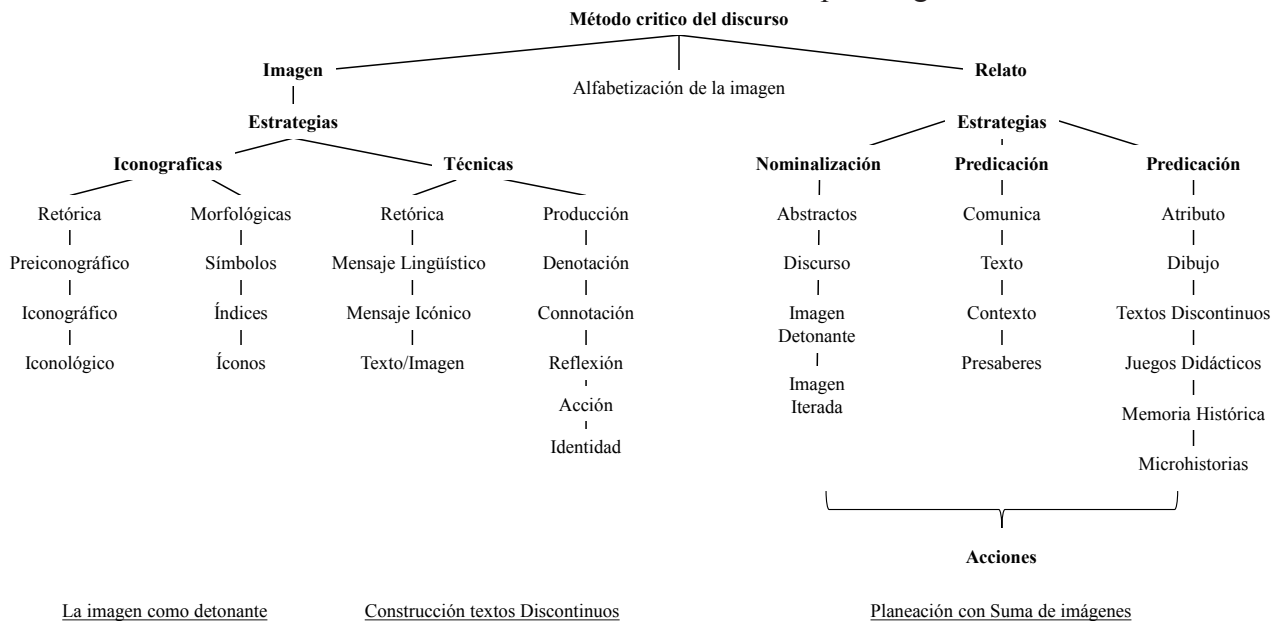 Método critico del discurso
Imagen
Relato
Alfabetización de la imagen
Estrategias
Estrategias
Iconograficas
Técnicas
Nominalización
Predicación
Predicación
Retórica
Morfológicas
Retórica
Producción
Abstractos
Comunica
Atributo
Preiconográfico
Símbolos
Mensaje Lingüístico
Denotación
Discurso
Texto
Dibujo
Iconográfico
Índices
Mensaje Icónico
Connotación
Imagen
Detonante
Contexto
Textos Discontinuos
Iconológico
Íconos
Texto/Imagen
Reflexión
Presaberes
Juegos Didácticos
Imagen
Iterada
Acción
Memoria Histórica
Identidad
Microhistorias
Acciones
La imagen como detonante
Construcción textos Discontinuos
Planeación con Suma de imágenes